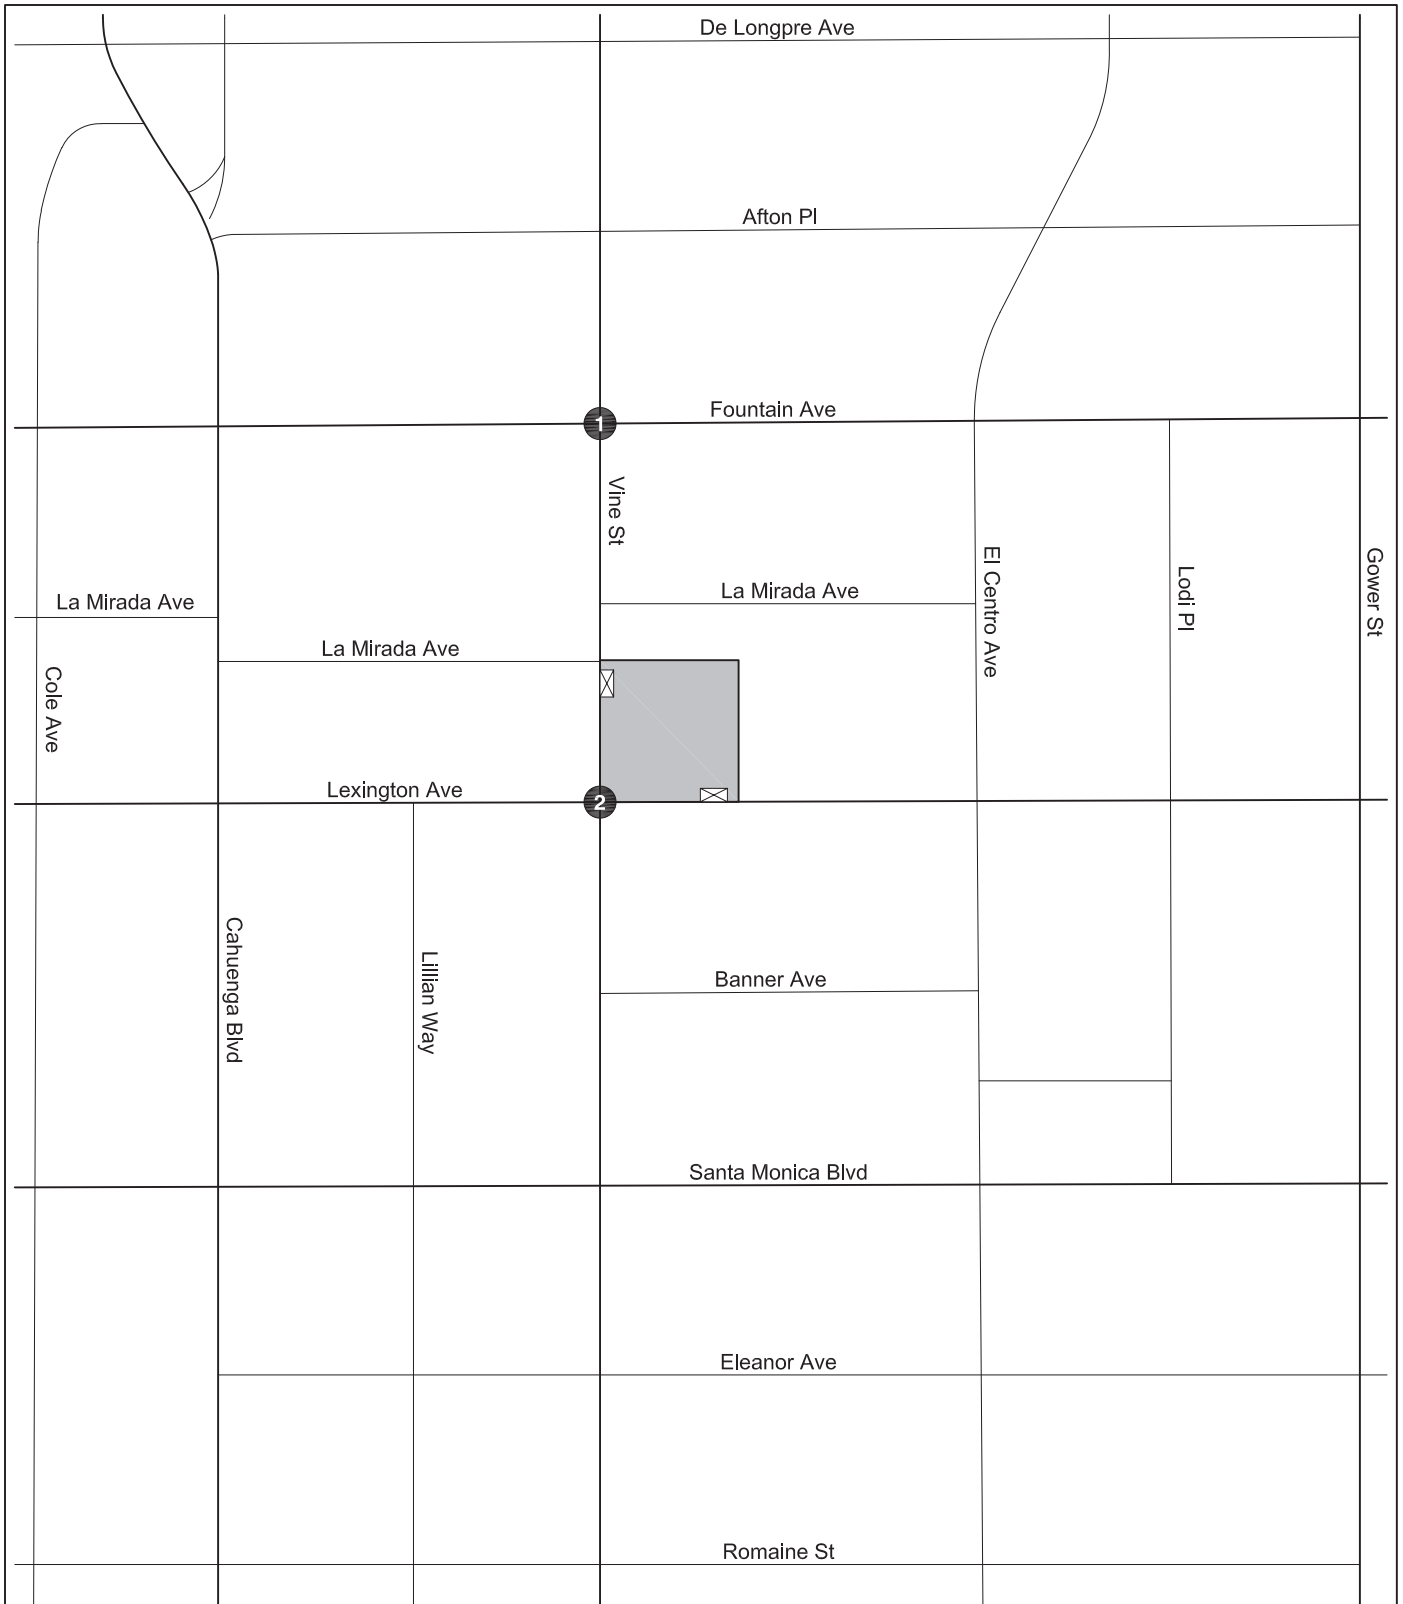 De Longpre Ave
Afton Pl
Fountain Ave
1
Vine St
El Centro Ave
Gower St
Lodi Pl
La Mirada Ave
La Mirada Ave
La Mirada Ave
Cole Ave
Lexington Ave
2
Cahuenga Blvd
Lillian Way
Banner Ave
Santa Monica Blvd
Eleanor Ave
Romaine St